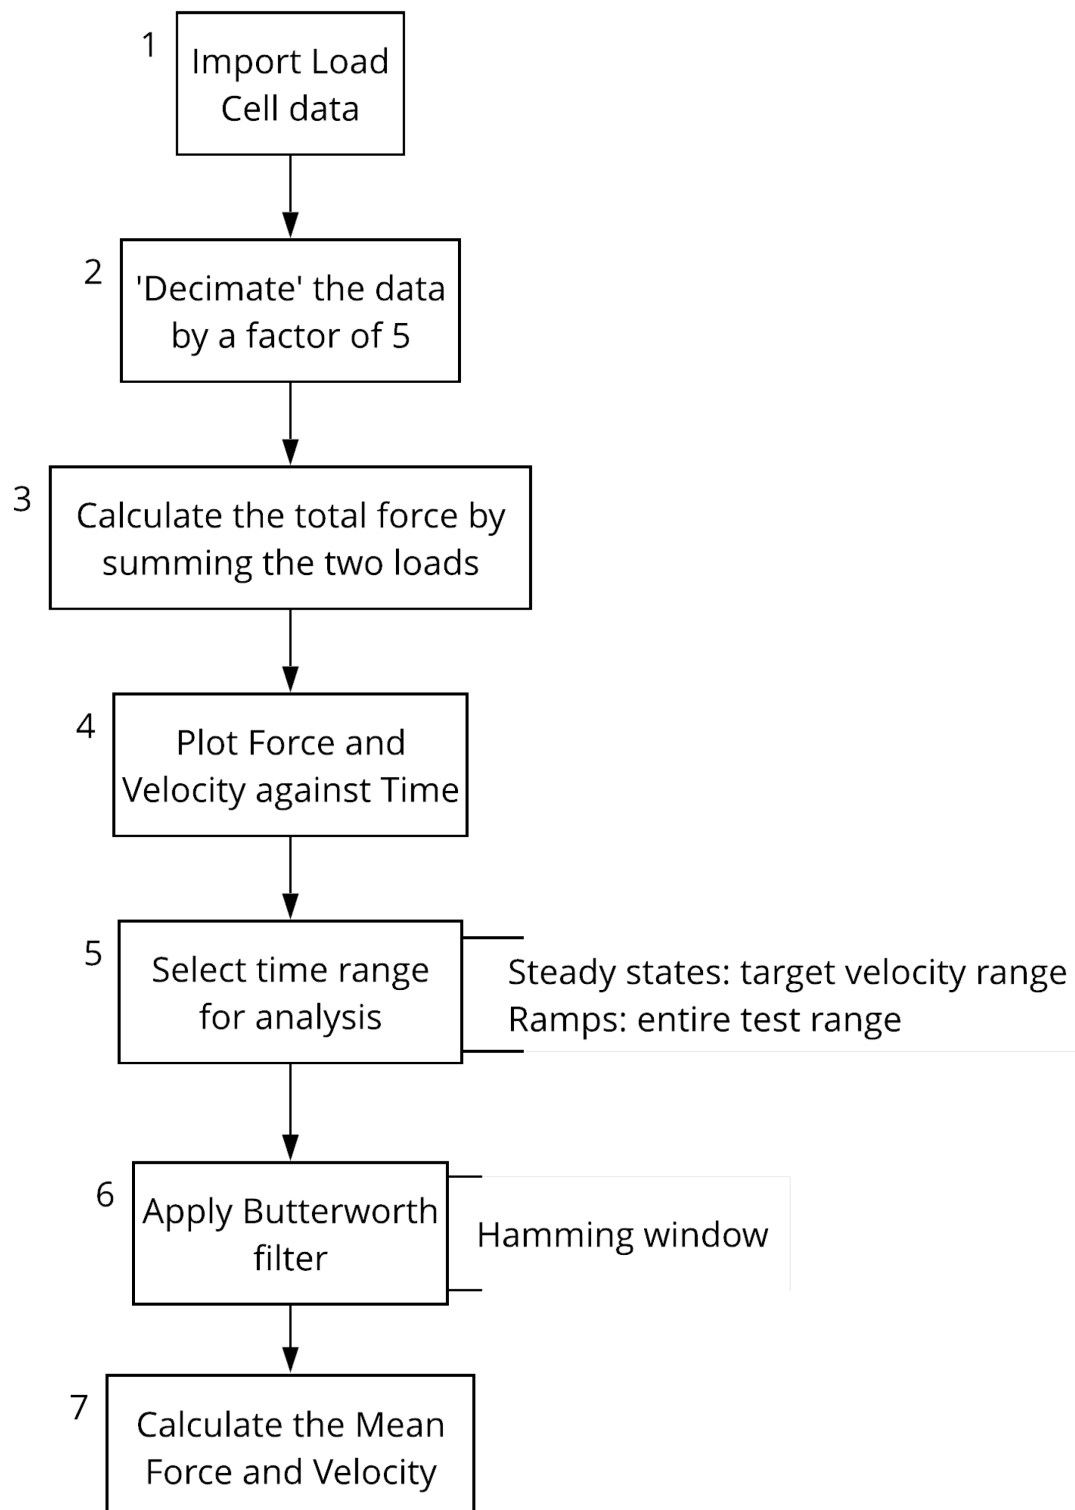 1
Import Load
Cell data
2
'Decimate' the data
by a factor of 5
3
Calculate the total force by
summing the two loads
4
Plot Force and
Velocity against Time
5
Select time range
for analysis
Steady states: target velocity range
Ramps: entire test range
6
Apply Butterworth
filter
Hamming window
7
Calculate the Mean
Force and Velocity